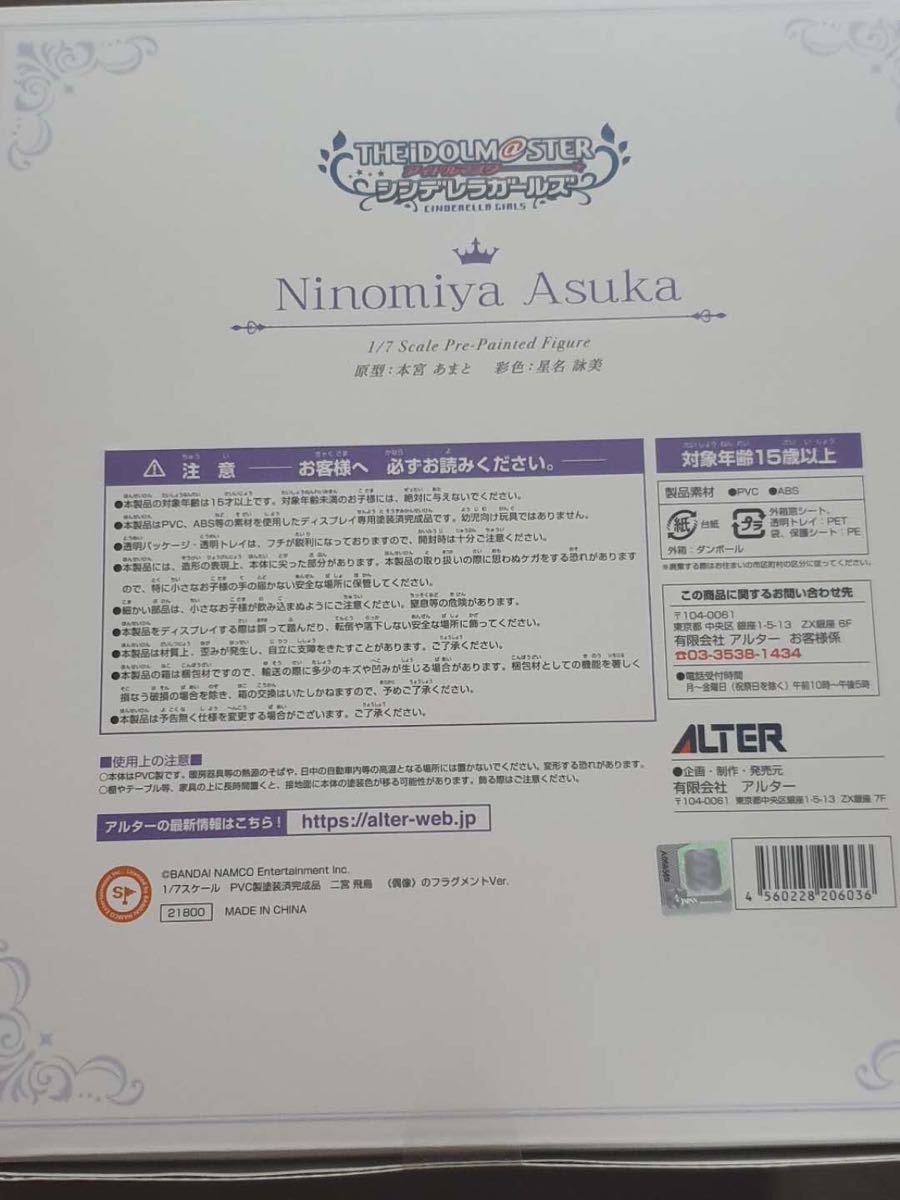 THE iDOLM@STER
アイドルマスター
シンデレラガールズ
CINDERELLA GIRLS
Ninomiya Asuka
1/7 Scale Pre-Painted Figure
原型：本宮 あまと　彩色：星名 詠美
⚠ 注意 ── お客様へ 必ずお読みください。──
●本製品の対象年齢は15才以上です。対象年齢未満のお子様には、絶対に与えないでください。
●本製品はPVC、ABS等の素材を使用したディスプレイ専用塗装済完成品です。幼児向け玩具ではありません。
●透明パッケージ・透明トレイは、フチが鋭利になっておりますので、開封時は十分ご注意ください。
●本製品には、造形の表現上、本体に尖った部分があります。本製品の取り扱いの際に思わぬケガをする恐れがあります
ので、特に小さなお子様の手の届かない安全な場所に保管してください。
●細かい部品は、小さなお子様が飲み込まぬようにご注意ください。窒息等の危険があります。
●本製品をディスプレイする際は誤って踏んだり、転倒や落下しない安全な場所に飾ってください。
●本製品は材質上、歪みが発生し、自立に支障をきたすことがあります。ご了承ください。
●本製品の箱は梱包材ですので、輸送の際に多少のキズや凹みが生じる場合があります。梱包材としての機能を著しく
損なう破損の場合を除き、箱の交換はいたしかねますので、予めご了承ください。
●本製品は予告無く仕様を変更する場合がございます。ご了承ください。
■使用上の注意■
○本体はPVC製です。暖房器具等の熱源のそばや、日中の自動車内等の高温となる場所には置かないでください。変形する恐れがあります。
○棚やテーブル等、家具の上に長時間置くと、接地面に本体の塗装色が移る可能性があります。飾る際はご注意ください。
アルターの最新情報はこちら！ https://alter-web.jp
©BANDAI NAMCO Entertainment Inc.
1/7スケール　PVC製塗装済完成品　二宮 飛鳥　《偶像》のフラグメントVer.
21800 MADE IN CHINA
対象年齢15歳以上
製品素材 ●PVC ●ABS
紙 台紙
プラ 外箱窓シート、
透明トレイ：PET
袋、保護シート：PE
外箱：ダンボール
※廃棄する際はお住まいの市区町村の区分に従ってください。
この商品に関するお問い合わせ先
〒104-0061
東京都 中央区 銀座 1-5-13 ZX銀座 6F
有限会社 アルター お客様係
☎03-3538-1434
●電話受付時間
月～金曜日（祝祭日を除く）午前10時～午後5時
ALTER
●企画・制作・発売元
有限会社　アルター
〒104-0061 東京都中央区銀座1-5-13 ZX銀座 7F
4 560228 206036